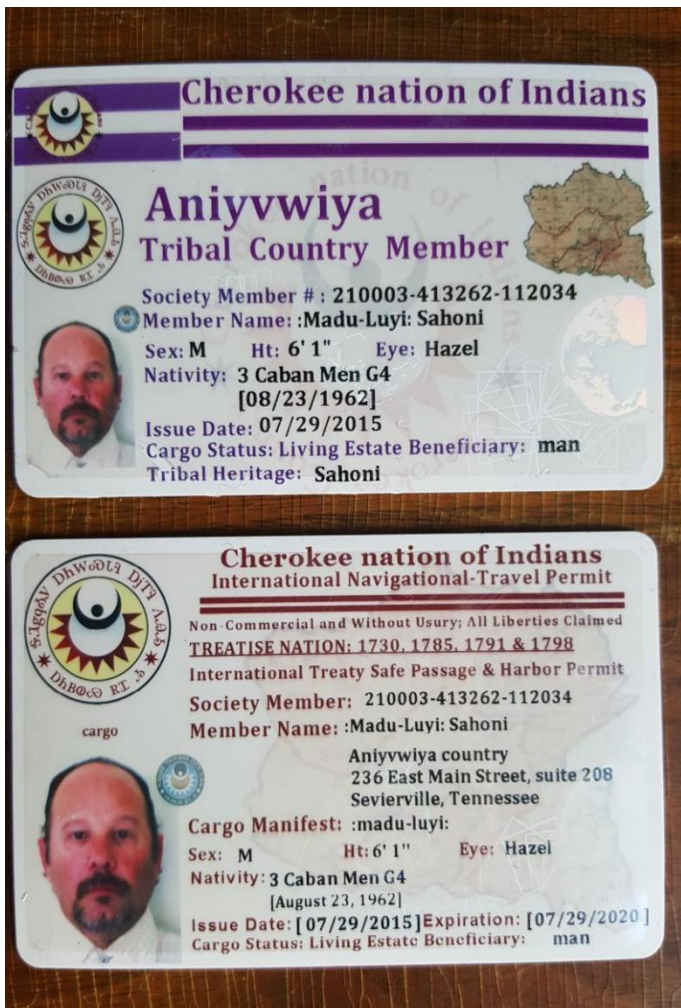 Cherokee nation of Indians
Aniyvwiya
Tribal Country Member
Society Member # : 210003-413262-112034
Member Name: :Madu-Luyi: Sahoni
Sex: M Ht: 6' 1" Eye: Hazel
Nativity: 3 Caban Men G4
[08/23/1962]
Issue Date: 07/29/2015
Cargo Status: Living Estate Beneficiary: man
Tribal Heritage: Sahoni
Cherokee nation of Indians
International Navigational-Travel Permit
Non-Commercial and Without Usury; All Liberties Claimed
TREATISE NATION: 1730, 1785, 1791 & 1798
International Treaty Safe Passage & Harbor Permit
Society Member: 210003-413262-112034
cargo
Member Name: :Madu-Luyi: Sahoni
Aniyvwiya country
236 East Main Street, suite 208
Sevierville, Tennessee
Cargo Manifest: :madu-luyi:
Sex: M Ht: 6' 1" Eye: Hazel
Nativity: 3 Caban Men G4
[August 23, 1962]
Issue Date: [07/29/2015] Expiration: [07/29/2020]
Cargo Status: Living Estate Beneficiary: man